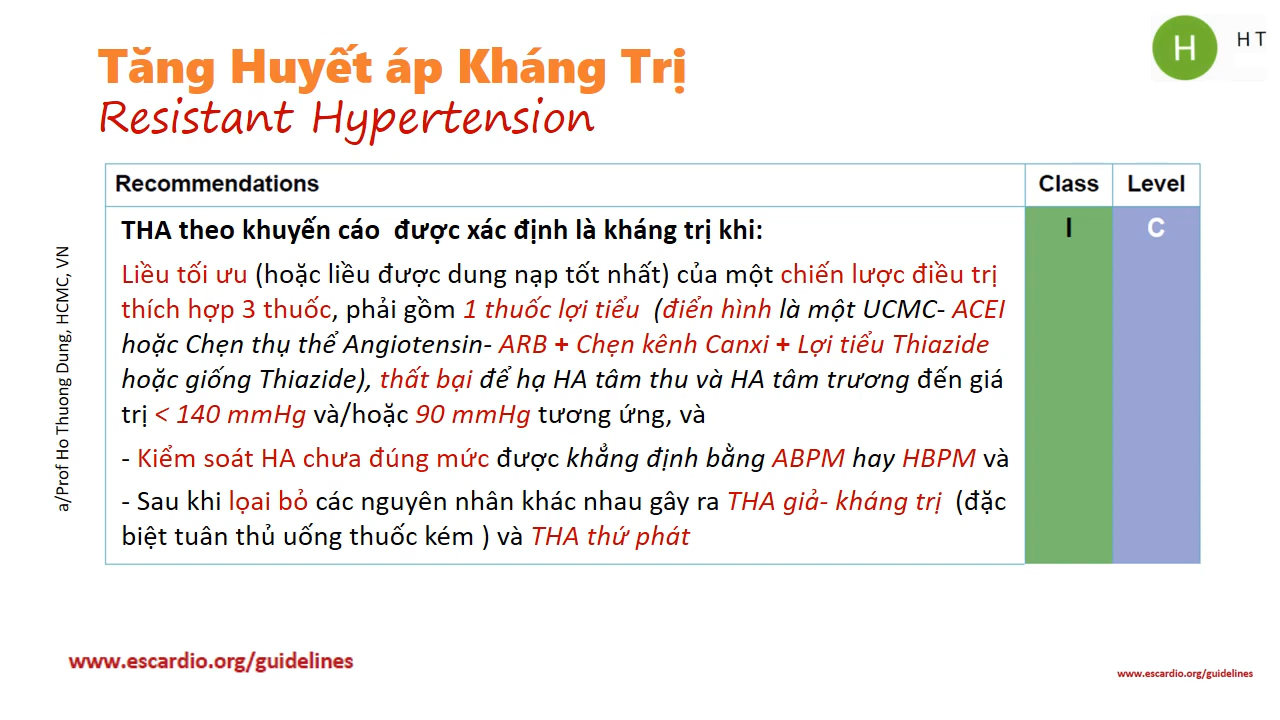 Tăng Huyết áp Kháng Trị
Resistant Hypertension
H
H T
Recommendations
Class
Level
THA theo khuyến cáo được xác định là kháng trị khi:
I
C
Liều tối ưu (hoặc liều được dung nạp tốt nhất) của một chiến lược điều trị
thích hợp 3 thuốc, phải gồm 1 thuốc lợi tiểu (điển hình là một UCMC- ACEI
hoặc Chẹn thụ thể Angiotensin- ARB + Chẹn kênh Canxi + Lợi tiểu Thiazide
hoặc giống Thiazide), thất bại để hạ HA tâm thu và HA tâm trương đến giá
trị < 140 mmHg và/hoặc 90 mmHg tương ứng, và
- Kiểm soát HA chưa đúng mức được khẳng định bằng ABPM hay HBPM và
- Sau khi lọai bỏ các nguyên nhân khác nhau gây ra THA giả- kháng trị (đặc
biệt tuân thủ uống thuốc kém ) và THA thứ phát
a/Prof Ho Thuong Dung, HCMC, VN
www.escardio.org/guidelines
www.escardio.org/guidelines